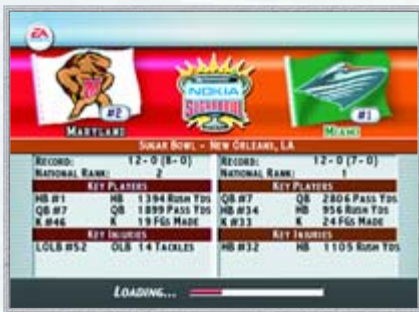 EA
#2
NOKIA
SUGAR BOWL
#1
MARYLAND
MIAMI
SUGAR BOWL - NEW ORLEANS, LA
RECORD: 12-0 (8-0)
NATIONAL RANK: 2
KEY PLAYERS
HB #1 HB 1394 RUSH YDS
QB #7 QB 1899 PASS YDS
K #46 K 19 FGS MADE
KEY INJURIES
LOLB #52 OLB 14 TACKLES
RECORD: 12-0 (7-0)
NATIONAL RANK: 1
KEY PLAYERS
QB #7 QB 2806 PASS YDS
HB #34 HB 956 RUSH YDS
K #33 K 24 FGS MADE
KEY INJURIES
HB #32 HB 1105 RUSH YDS
LOADING...